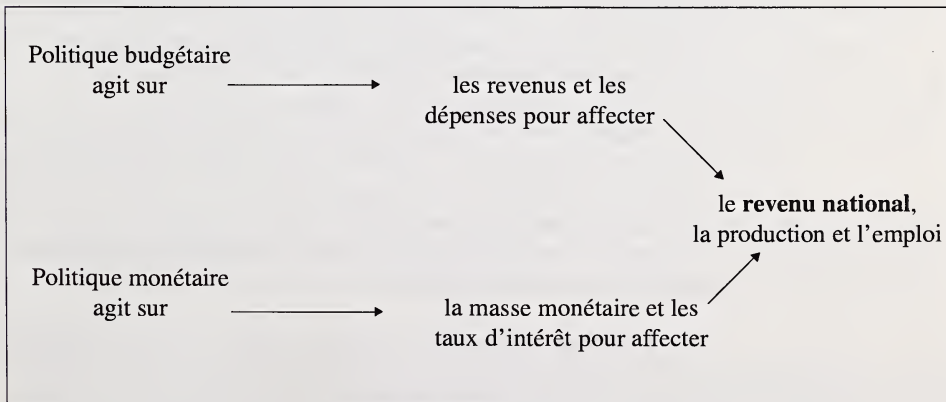 Politique budgétaire
agit sur
les revenus et les
dépenses pour affecter
le revenu national,
la production et l'emploi
Politique monétaire
agit sur
la masse monétaire et les
taux d'intérêt pour affecter